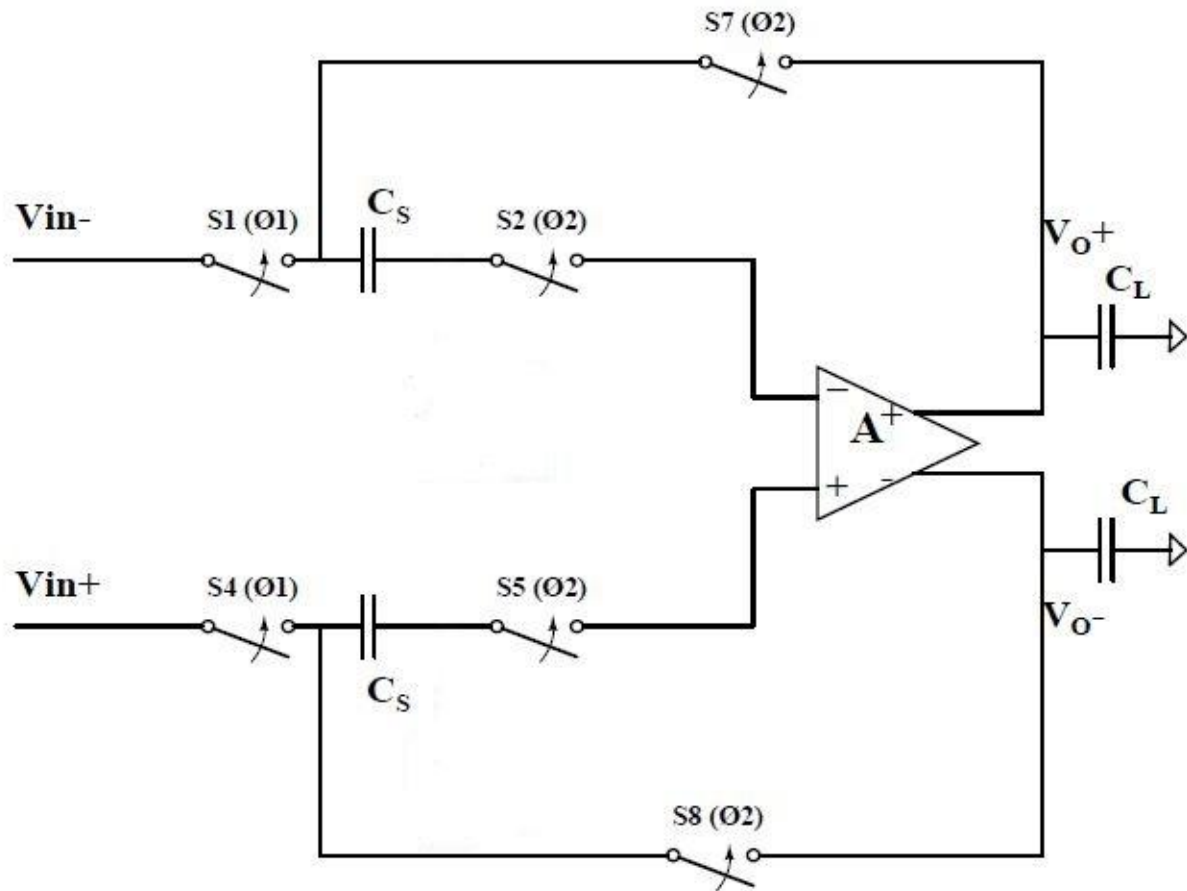 S7 (Ø2)
Vin-
S1 (Ø1)
CS
S2 (Ø2)
VO+
CL
−
A
+
+
-
CL
Vin+
S4 (Ø1)
S5 (Ø2)
VO-
CS
S8 (Ø2)